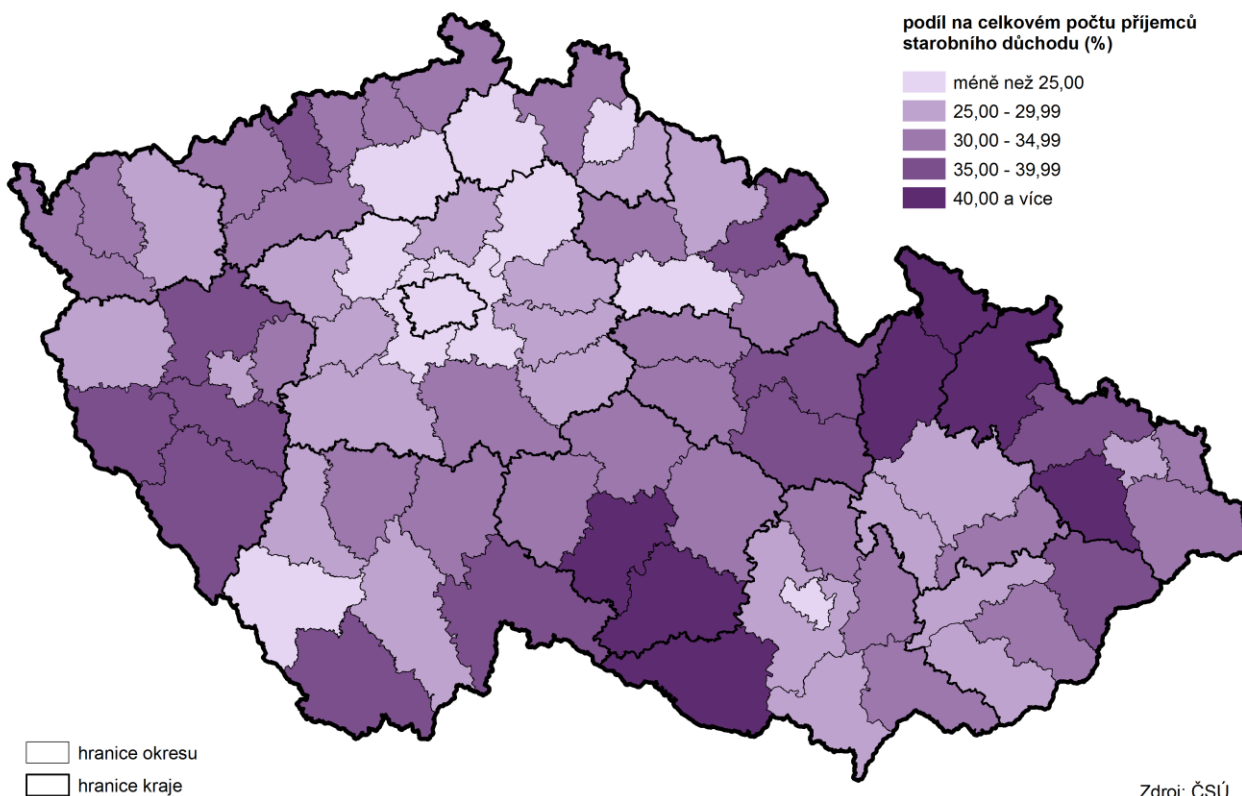 podíl na celkovém počtu příjemců
starobního důchodu (%)
méně než 25,00
25,00 - 29,99
30,00 - 34,99
35,00 - 39,99
40,00 a více
hranice okresu
hranice kraje
Zdroj: ČSÚ